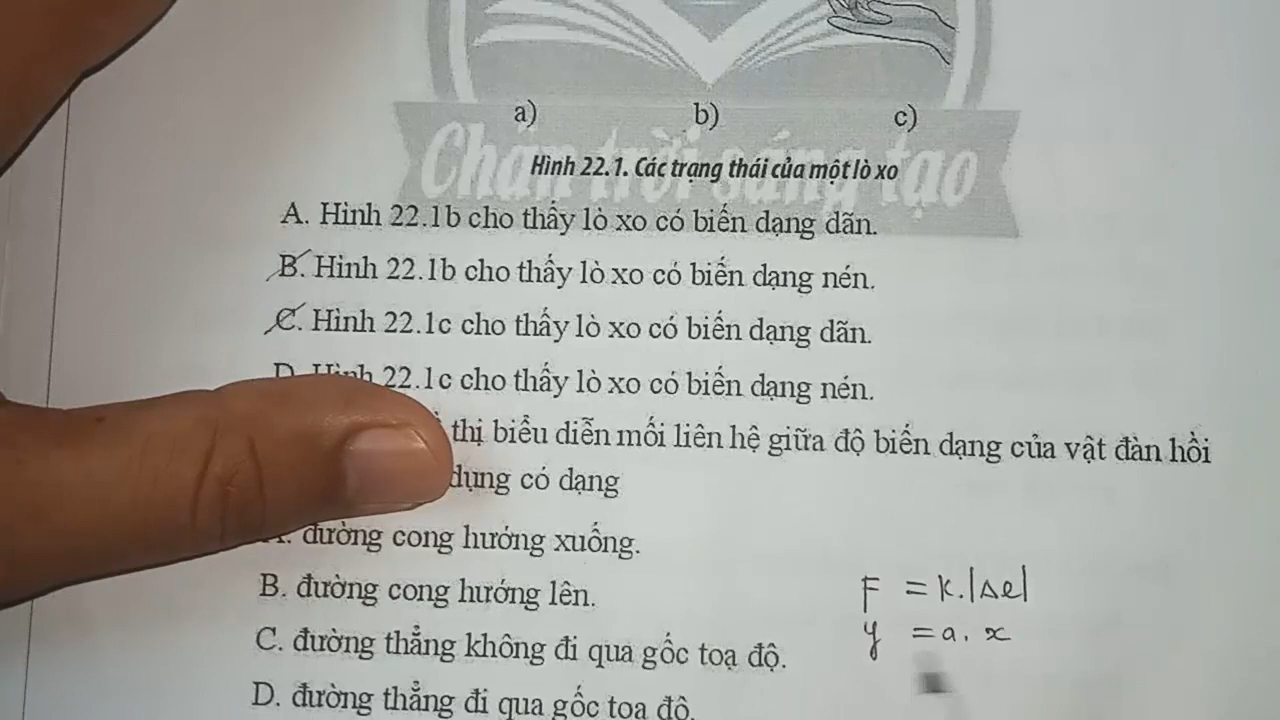 a) b) c)
Chân trời sáng tạo
Hình 22.1. Các trạng thái của một lò xo
A. Hình 22.1b cho thấy lò xo có biến dạng dãn.
B. Hình 22.1b cho thấy lò xo có biến dạng nén.
C. Hình 22.1c cho thấy lò xo có biến dạng dãn.
D. Hình 22.1c cho thấy lò xo có biến dạng nén.
thị biểu diễn mối liên hệ giữa độ biến dạng của vật đàn hồi
dụng có dạng
A. đường cong hướng xuống.
B. đường cong hướng lên.
F = k.|Δl|
C. đường thẳng không đi qua gốc toạ độ.
y = a. x
D. đường thẳng đi qua gốc toạ độ.